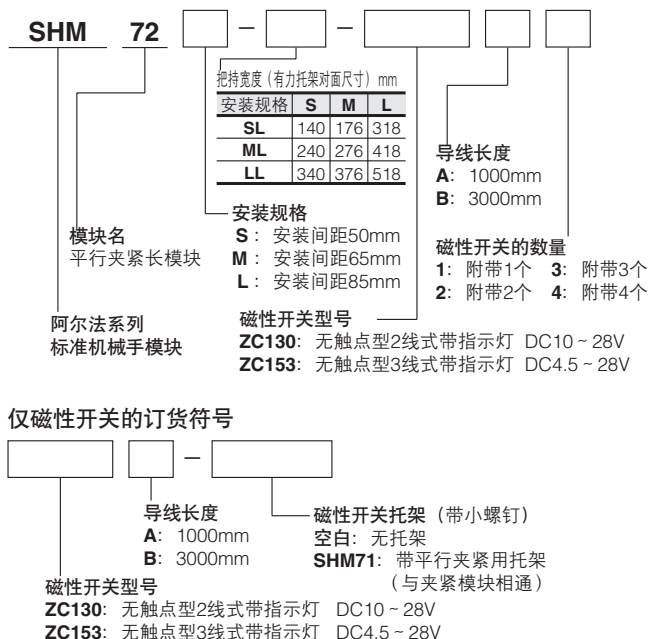 SHM 72 □ － □ － □ □ □
把持宽度（有力托架对面尺寸） mm
安装规格 S M L
SL 140 176 318
ML 240 276 418
LL 340 376 518
导线长度
A: 1000mm
B: 3000mm
安装规格
S： 安装间距50mm
M： 安装间距65mm
L： 安装间距85mm
模块名
平行夹紧长模块
磁性开关的数量
1： 附带1个 3： 附带3个
2： 附带2个 4： 附带4个
阿尔法系列
标准机械手模块
磁性开关型号
ZC130： 无触点型2线式带指示灯 DC10～28V
ZC153： 无触点型3线式带指示灯 DC4.5～28V
仅磁性开关的订货符号
□ □ － □
导线长度
A: 1000mm
B: 3000mm
磁性开关托架（带小螺钉）
空白： 无托架
SHM71： 带平行夹紧用托架
（与夹紧模块相通）
磁性开关型号
ZC130： 无触点型2线式带指示灯 DC10～28V
ZC153： 无触点型3线式带指示灯 DC4.5～28V